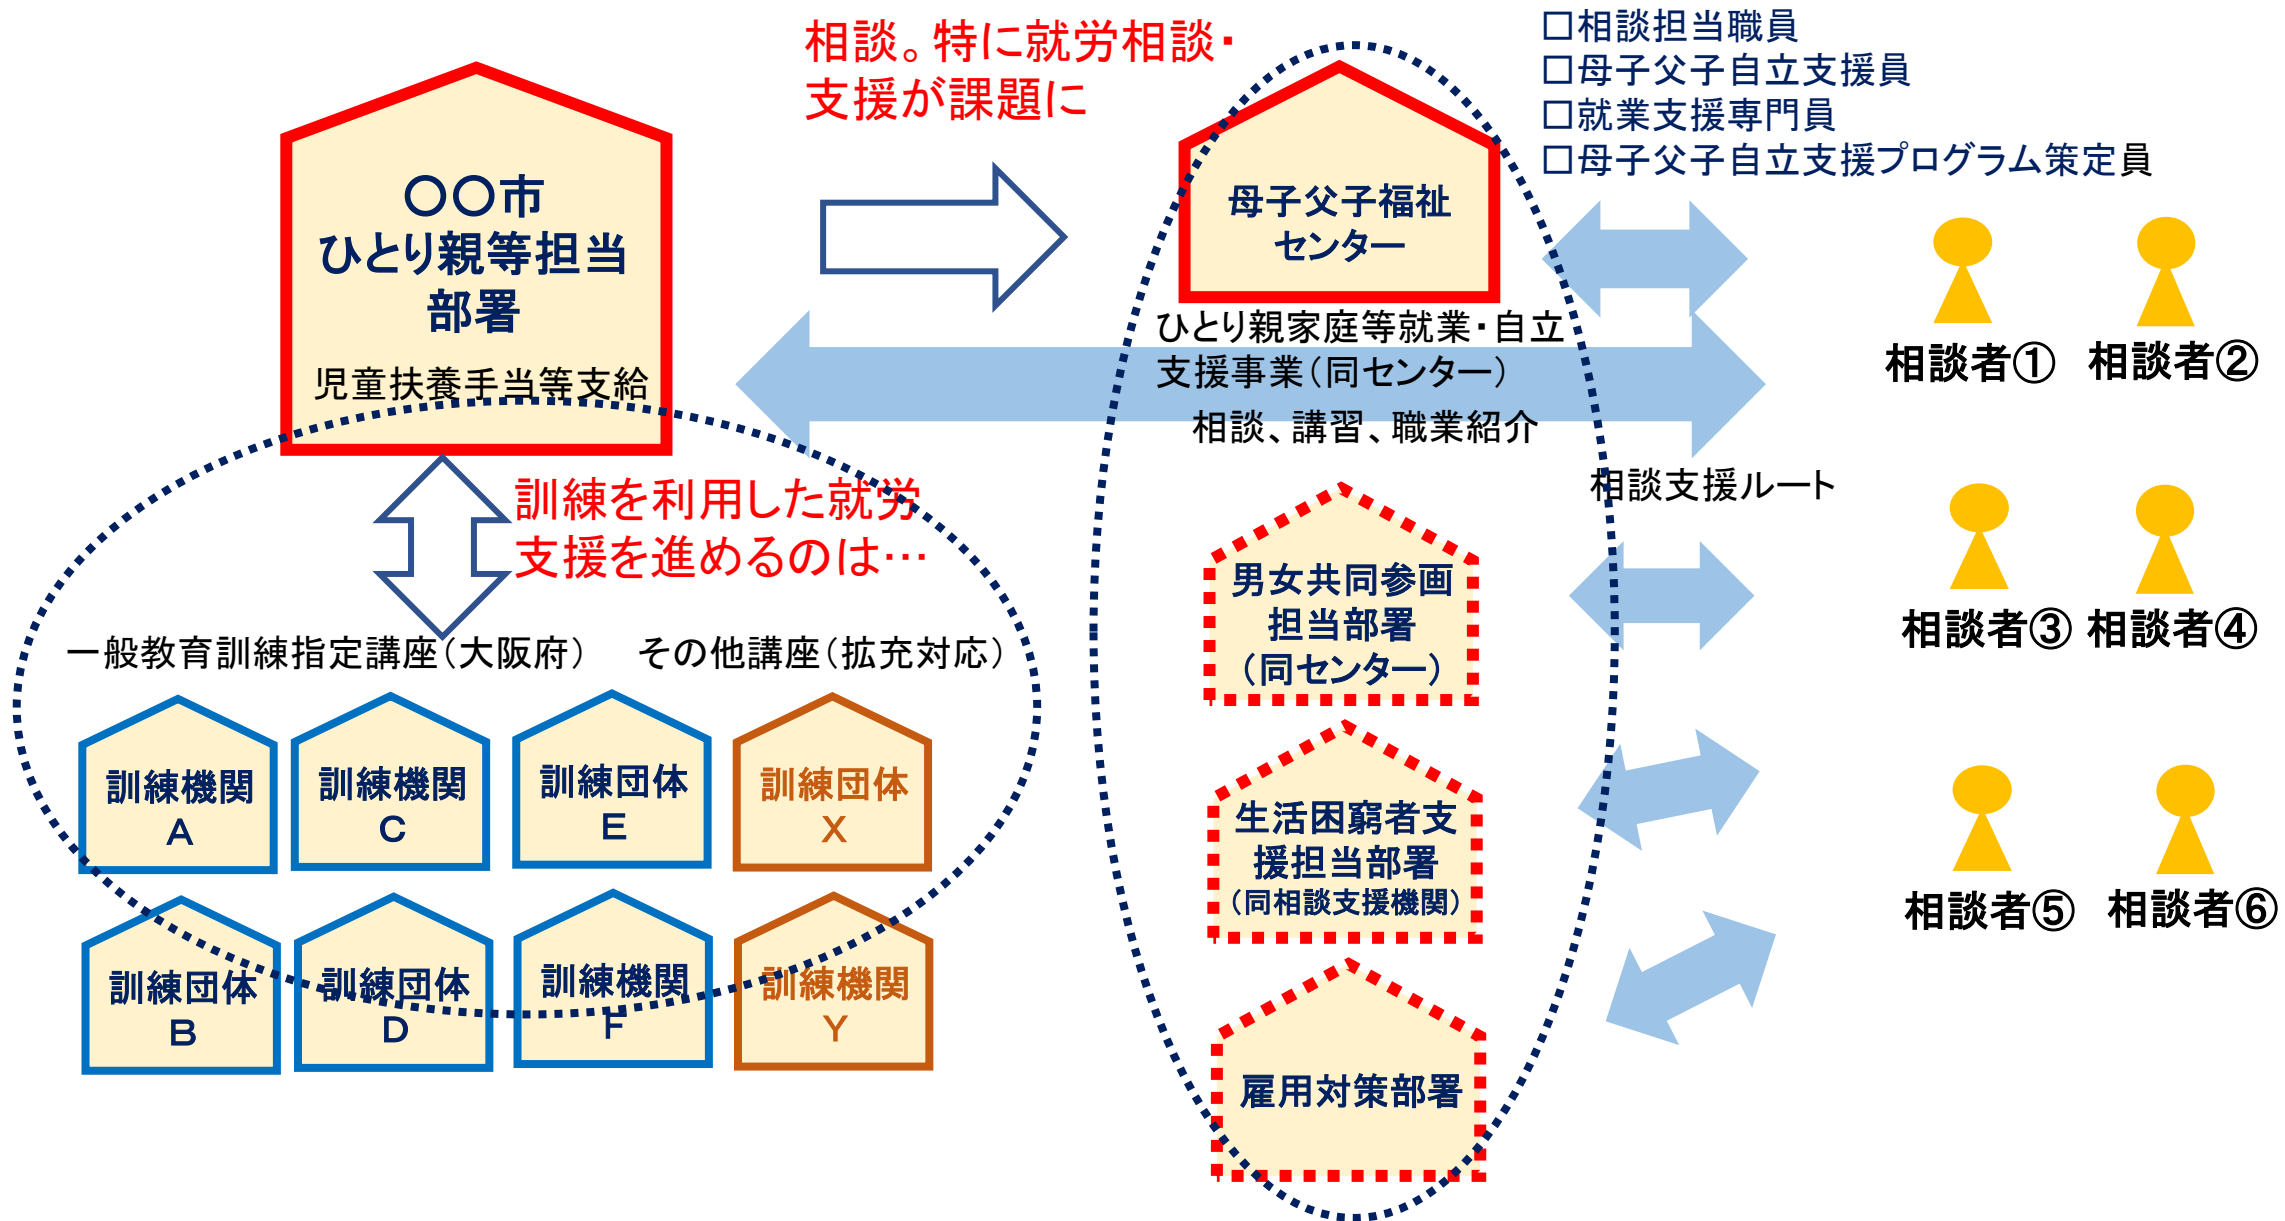 相談。特に就労相談・
支援が課題に
□相談担当職員
□母子父子自立支援員
□就業支援専門員
□母子父子自立支援プログラム策定員
〇〇市
ひとり親等担当
部署
児童扶養手当等支給
母子父子福祉
センター
ひとり親家庭等就業・自立
支援事業（同センター）
相談、講習、職業紹介
相談者①
相談者②
相談支援ルート
訓練を利用した就労
支援を進めるのは…
男女共同参画
担当部署
（同センター）
相談者③
相談者④
一般教育訓練指定講座（大阪府）
その他講座（拡充対応）
訓練機関
A
訓練機関
C
訓練団体
E
訓練団体
X
生活困窮者支
援担当部署
（同相談支援機関）
相談者⑤
相談者⑥
訓練団体
B
訓練団体
D
訓練機関
F
訓練機関
Y
雇用対策部署